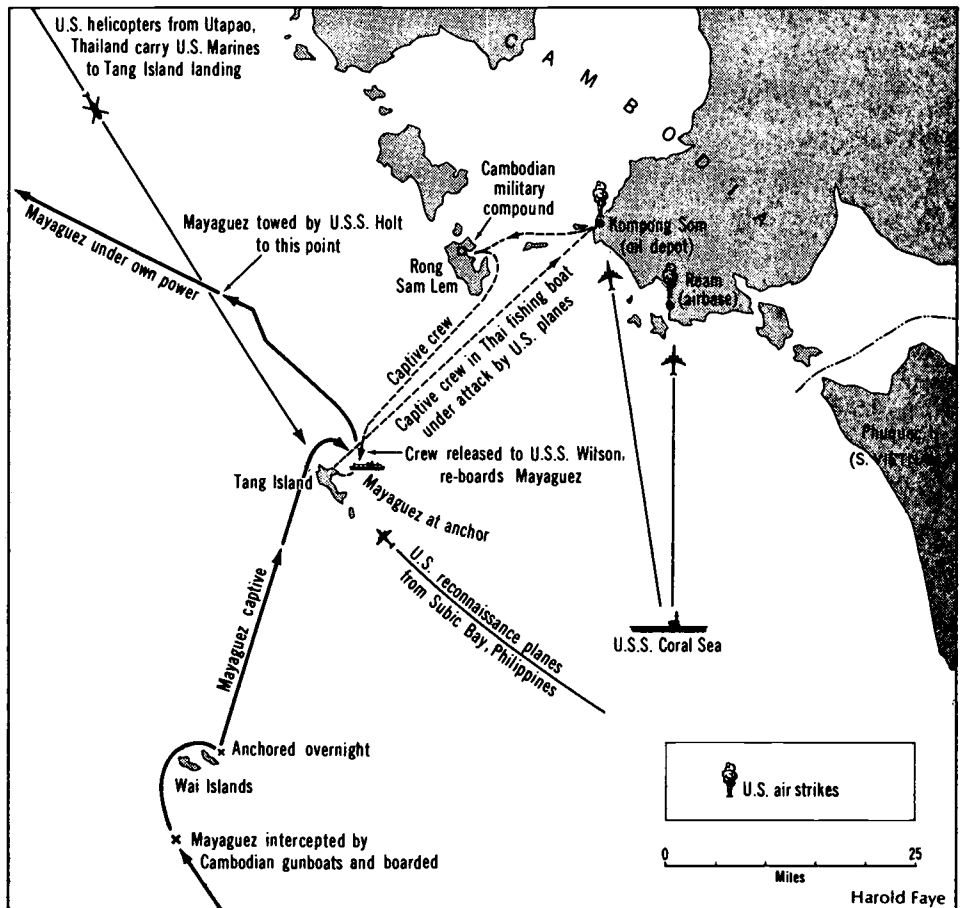 U.S. helicopters from Utapao,
Thailand carry U.S. Marines
to Tang Island landing
CAMBODIA
Cambodian
military
compound
Mayaguez towed by U.S.S. Holt
to this point
Mayaguez under own power
Kompong Som
(oil depot)
Rong
Sam Lem
Ream
(airbase)
Captive crew
Captive crew in Thai fishing boat
under attack by U.S. planes
Phuquoc
(S.
Crew released to U.S.S. Wilson,
re-boards Mayaguez
Tang Island
Mayaguez at anchor
U.S. reconnaissance planes
from Subic Bay, Philippines
Mayaguez captive
U.S.S. Coral Sea
Anchored overnight
Wai Islands
U.S. air strikes
Mayaguez intercepted by
Cambodian gunboats and boarded
0 25
Miles
Harold Faye